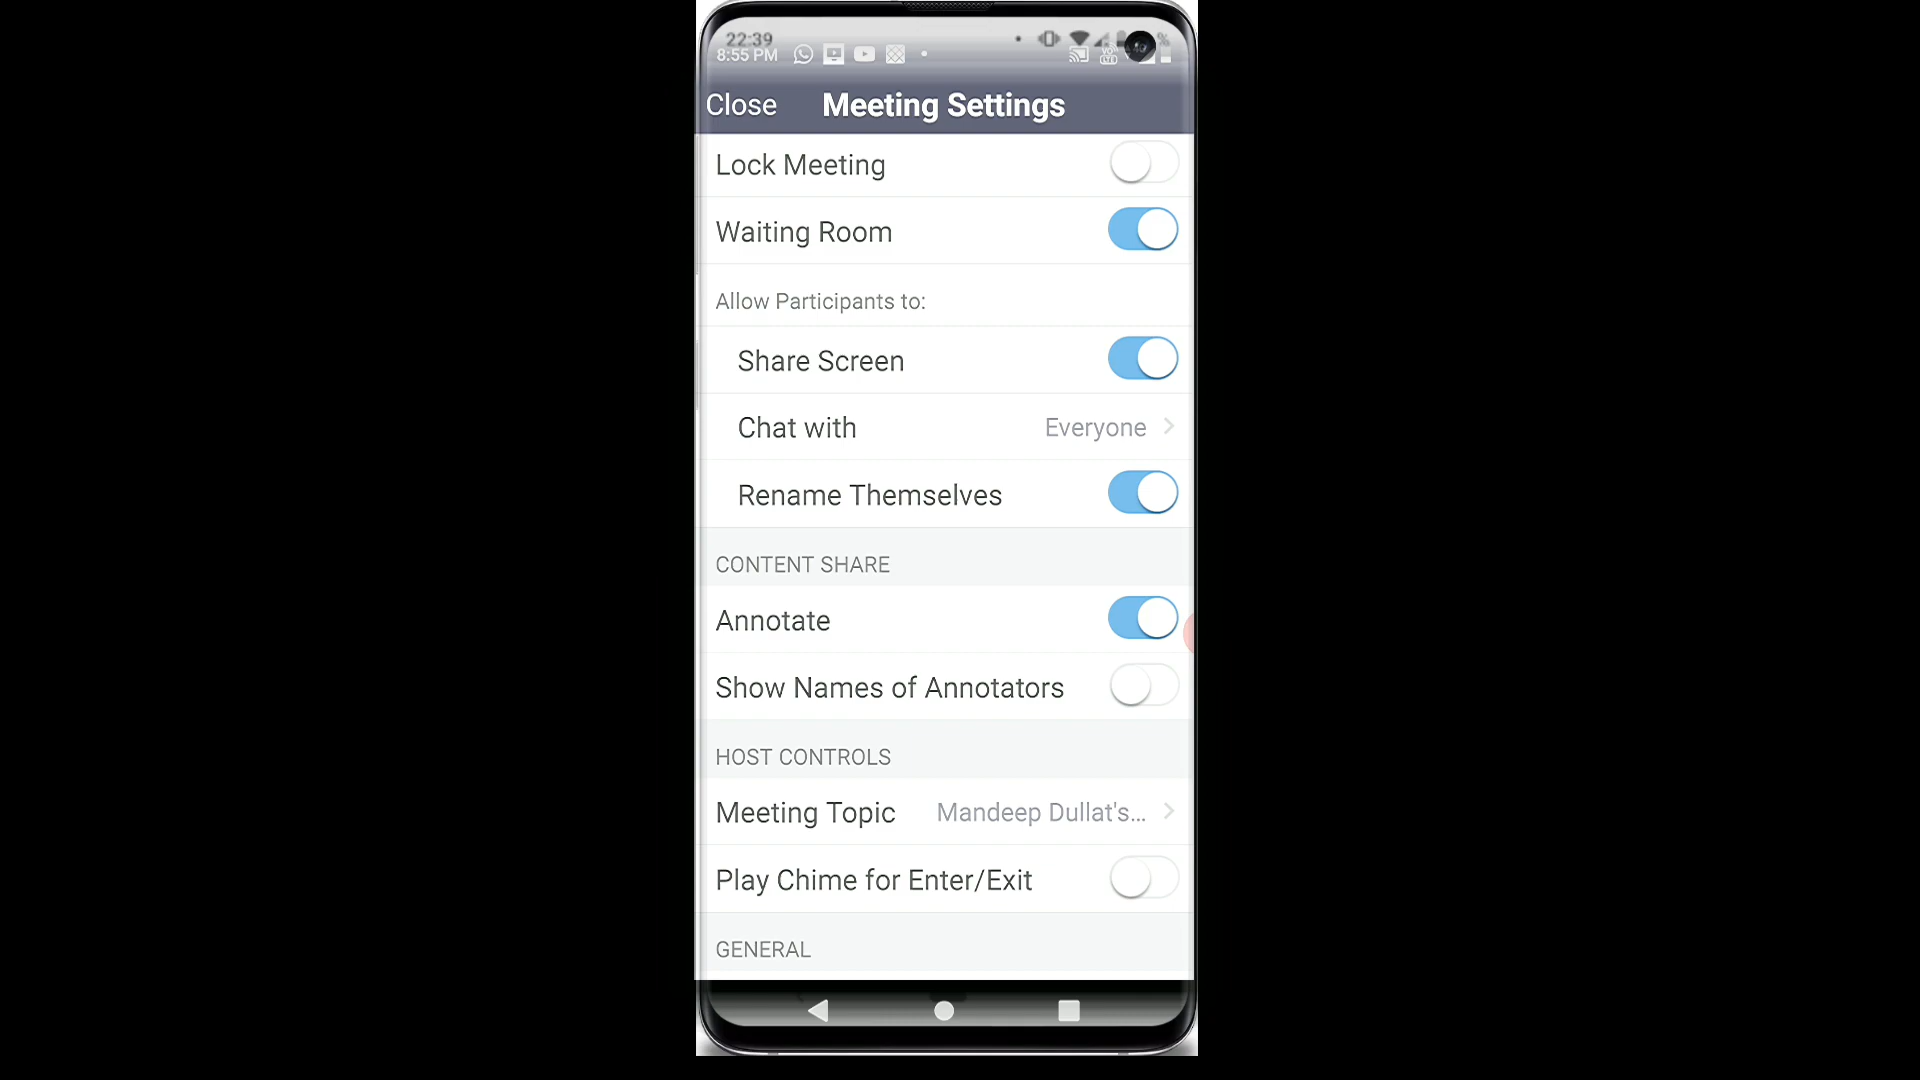 22:39
8:55 PM
Close Meeting Settings
Lock Meeting
Waiting Room
Allow Participants to:
Share Screen
Chat with Everyone
Rename Themselves
CONTENT SHARE
Annotate
Show Names of Annotators
HOST CONTROLS
Meeting Topic Mandeep Dullat's...
Play Chime for Enter/Exit
GENERAL